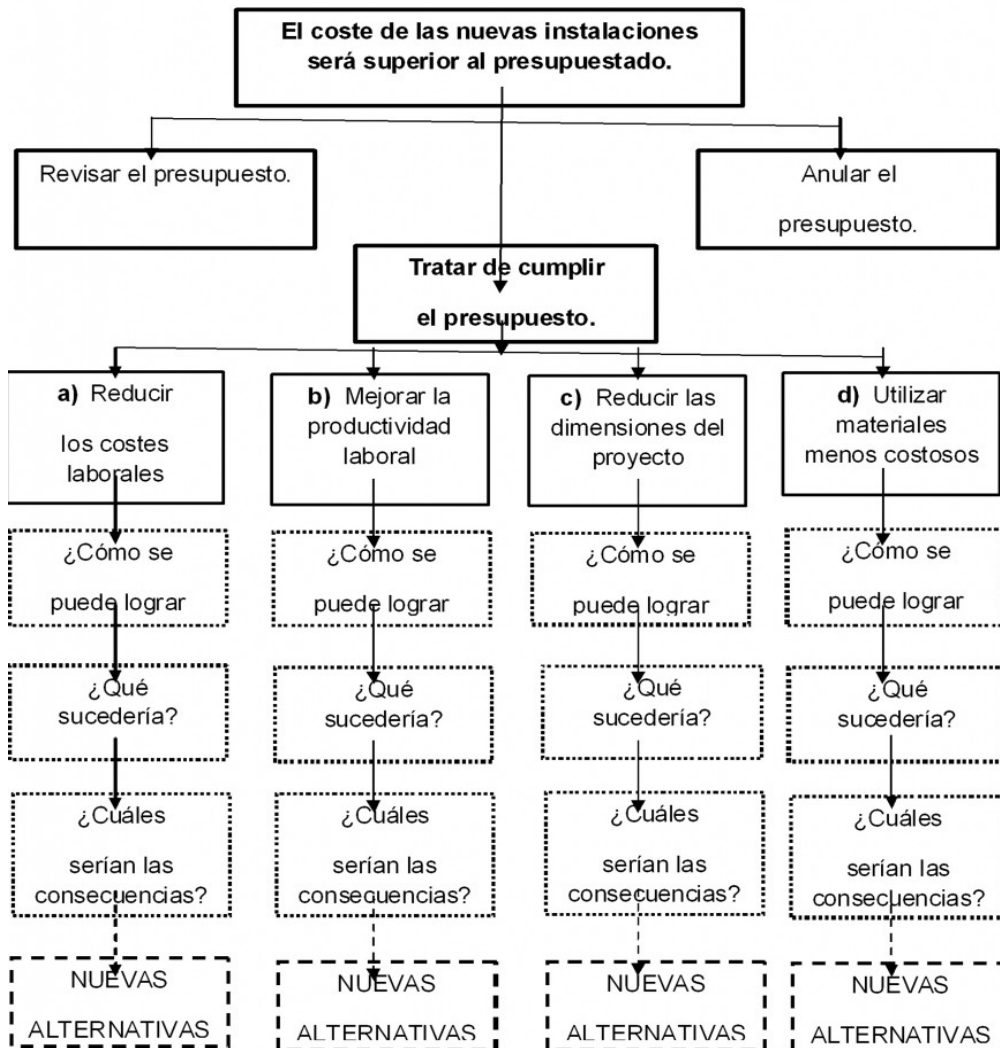 El coste de las nuevas instalaciones
será superior al presupuestado.
Revisar el presupuesto.
Anular el
presupuesto.
Tratar de cumplir
el presupuesto.
a) Reducir
los costes
laborales
b) Mejorar la
productividad
laboral
c) Reducir las
dimensiones del
proyecto
d) Utilizar
materiales
menos costosos
¿Cómo se
puede lograr
¿Cómo se
puede lograr
¿Cómo se
puede lograr
¿Cómo se
puede lograr
¿Qué
sucedería?
¿Qué
sucedería?
¿Qué
sucedería?
¿Qué
sucedería?
¿Cuáles
serían las
consecuencias?
¿Cuáles
serían las
consecuencias?
¿Cuáles
serían las
consecuencias?
¿Cuáles
serían las
consecuencias?
NUEVAS
ALTERNATIVAS
NUEVAS
ALTERNATIVAS
NUEVAS
ALTERNATIVAS
NUEVAS
ALTERNATIVAS